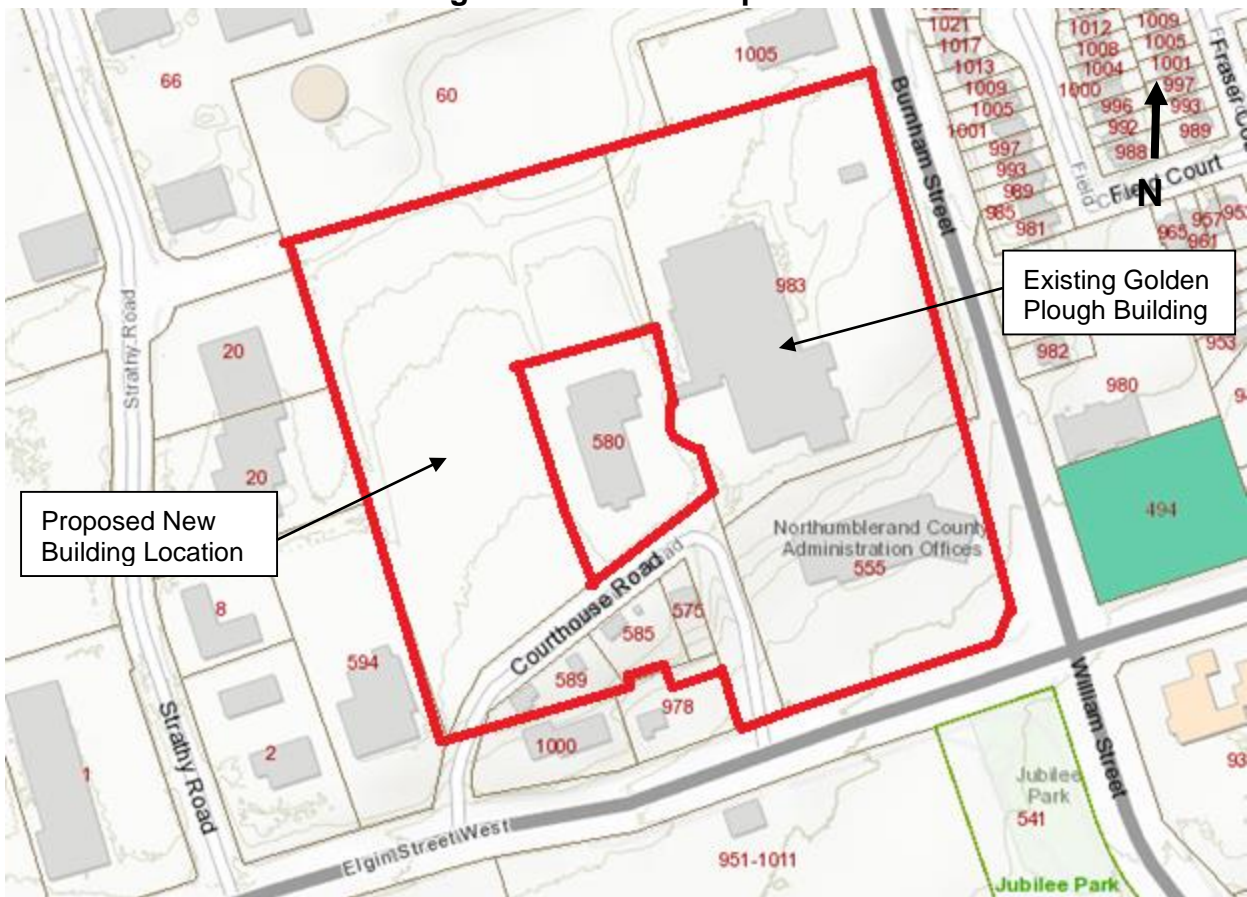 1021
1017
1013
1009
1005
1001
997
993
989
985
981
1012
1008
1004
1000
996
992
988
1009
1005
1001
997
993
989
Fraser
66
60
1005
Burnham Street
N
Field Court
965
957
961
983
Existing Golden
Plough Building
953
982
980
Strathy Road
20
20
580
494
Proposed New
Building Location
Northumblerand County
Administration Offices
555
8
Courthouse Road
575
585
594
589
978
1000
2
1
Strathy Road
William Street
Jubilee
Park
541
Elgin Street West
951-1011
Jubilee Park